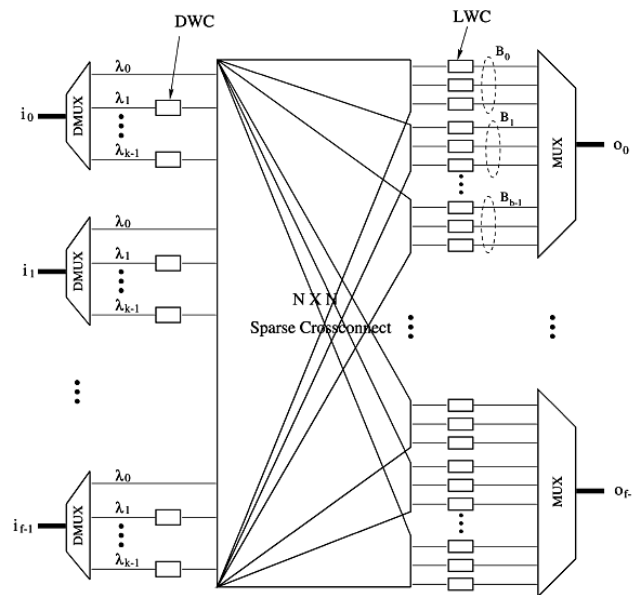 DWC
LWC
i0
DMUX
λ0
λ1
λk-1
B0
B1
Bb-1
MUX
o0
i1
DMUX
λ0
λ1
λk-1
N X N
Sparse Crossconnect
if-1
DMUX
λ0
λ1
λk-1
MUX
of-